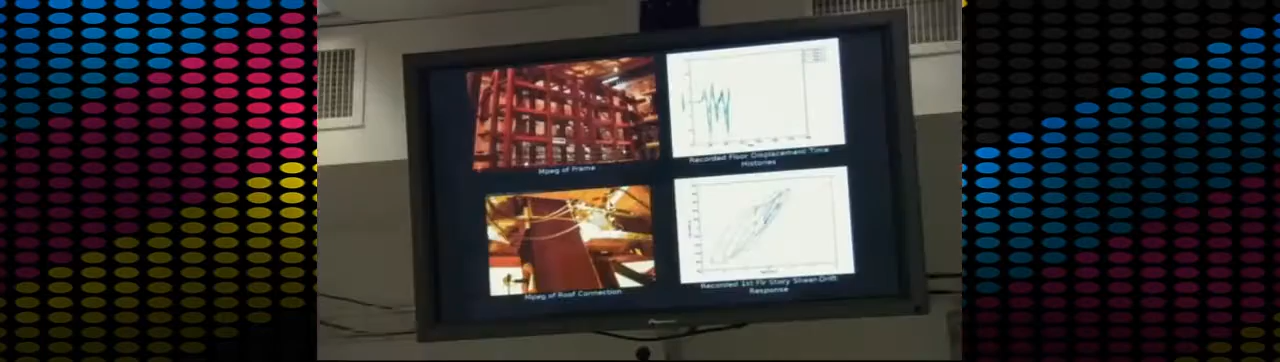 Mpeg of Frame
Recorded Floor Displacement Time
Histories
Mpeg of Roof Connection
Recorded 1st Flr Story Shear-Drift
Response